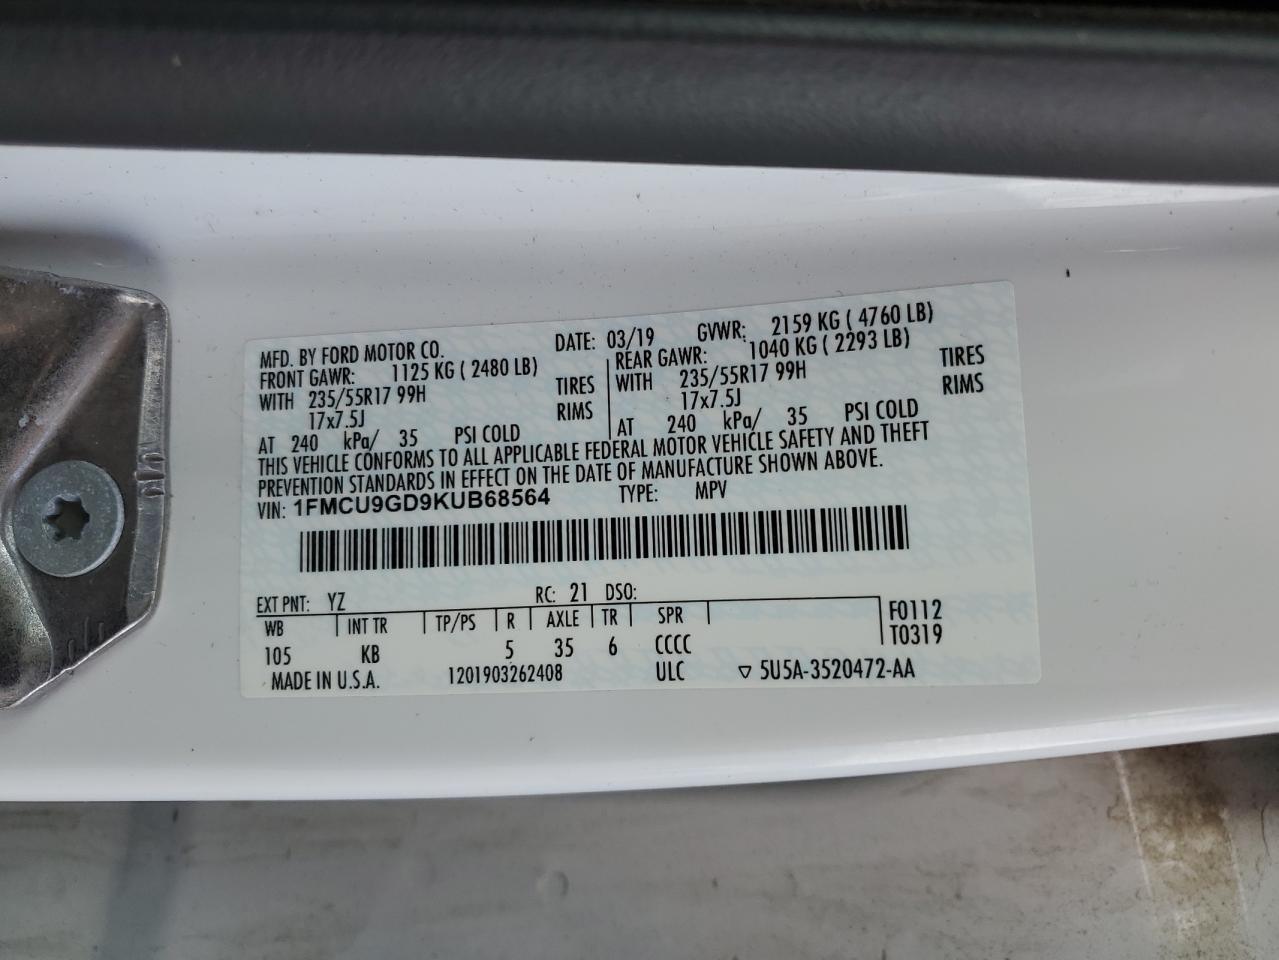 MFD. BY FORD MOTOR CO. DATE: 03/19 GVWR: 2159 KG ( 4760 LB)
FRONT GAWR: 1125 KG ( 2480 LB) REAR GAWR: 1040 KG ( 2293 LB)
WITH 235/55R17 99H TIRES WITH 235/55R17 99H TIRES
17x7.5J RIMS 17x7.5J RIMS
AT 240 kPa/ 35 PSI COLD AT 240 kPa/ 35 PSI COLD
THIS VEHICLE CONFORMS TO ALL APPLICABLE FEDERAL MOTOR VEHICLE SAFETY AND THEFT
PREVENTION STANDARDS IN EFFECT ON THE DATE OF MANUFACTURE SHOWN ABOVE.
VIN: 1FMCU9GD9KUB68564 TYPE: MPV
EXT PNT: YZ RC: 21 DSO:
WB INT TR TP/PS R AXLE TR SPR F0112
105 KB 5 35 6 CCCC T0319
MADE IN U.S.A. 1201903262408 ULC ▽ 5U5A-3520472-AA